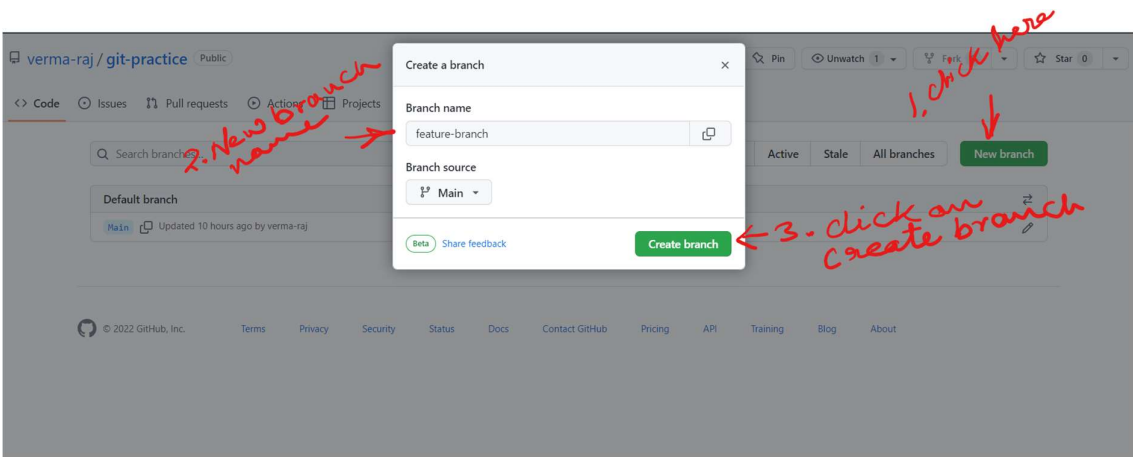 1. click here
verma-raj / git-practice Public
Pin
Unwatch 1
Fork
Star 0
Create a branch
<> Code
Issues
Pull requests
Actions
Projects
2. New branch
name
Branch name
feature-branch
Branch source
Main
Beta Share feedback
Create branch
Search branches...
Active
Stale
All branches
New branch
Default branch
Main Updated 10 hours ago by verma-raj
3. click on
create branch
© 2022 GitHub, Inc. Terms Privacy Security Status Docs Contact GitHub Pricing API Training Blog About